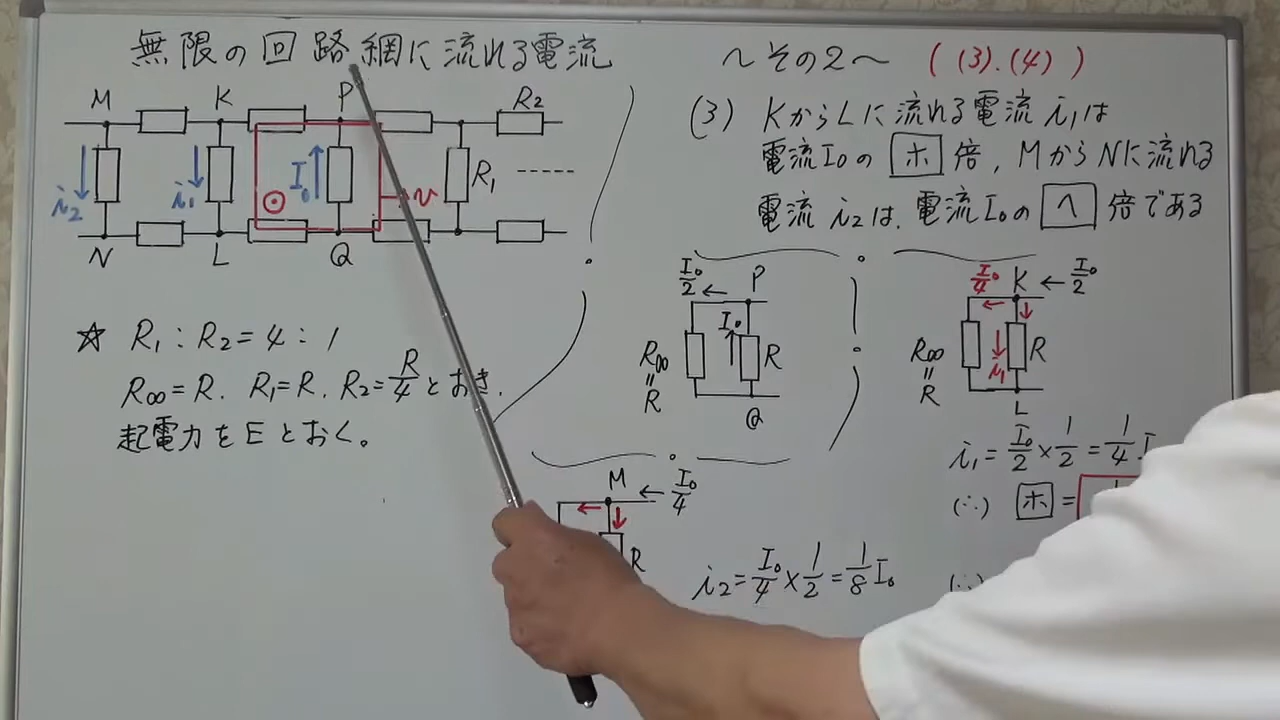 無限の回路網に流れる電流 ～その2～ ((3).(4))
M K P R2
i2 i1 I0 v R1 -----
N L Q
(3) KからLに流れる電流 i1は
電流I0の ホ 倍, MからNに流れる
電流 i2は, 電流I0の ヘ 倍である
☆ R1 : R2 = 4 : 1
R∞ = R. R1 = R. R2 = R/4 とおき.
起電力をEとおく。
I0/2 ← P
I0
R∞ = R R
Q
I0/4 K ← I0/2
R∞ = R i1 R
L
i1 = I0/2 × 1/2 = 1/4
(∴) ホ =
M ← I0/4
R
i2 = I0/4 × 1/2 = 1/8 I0
(∴)